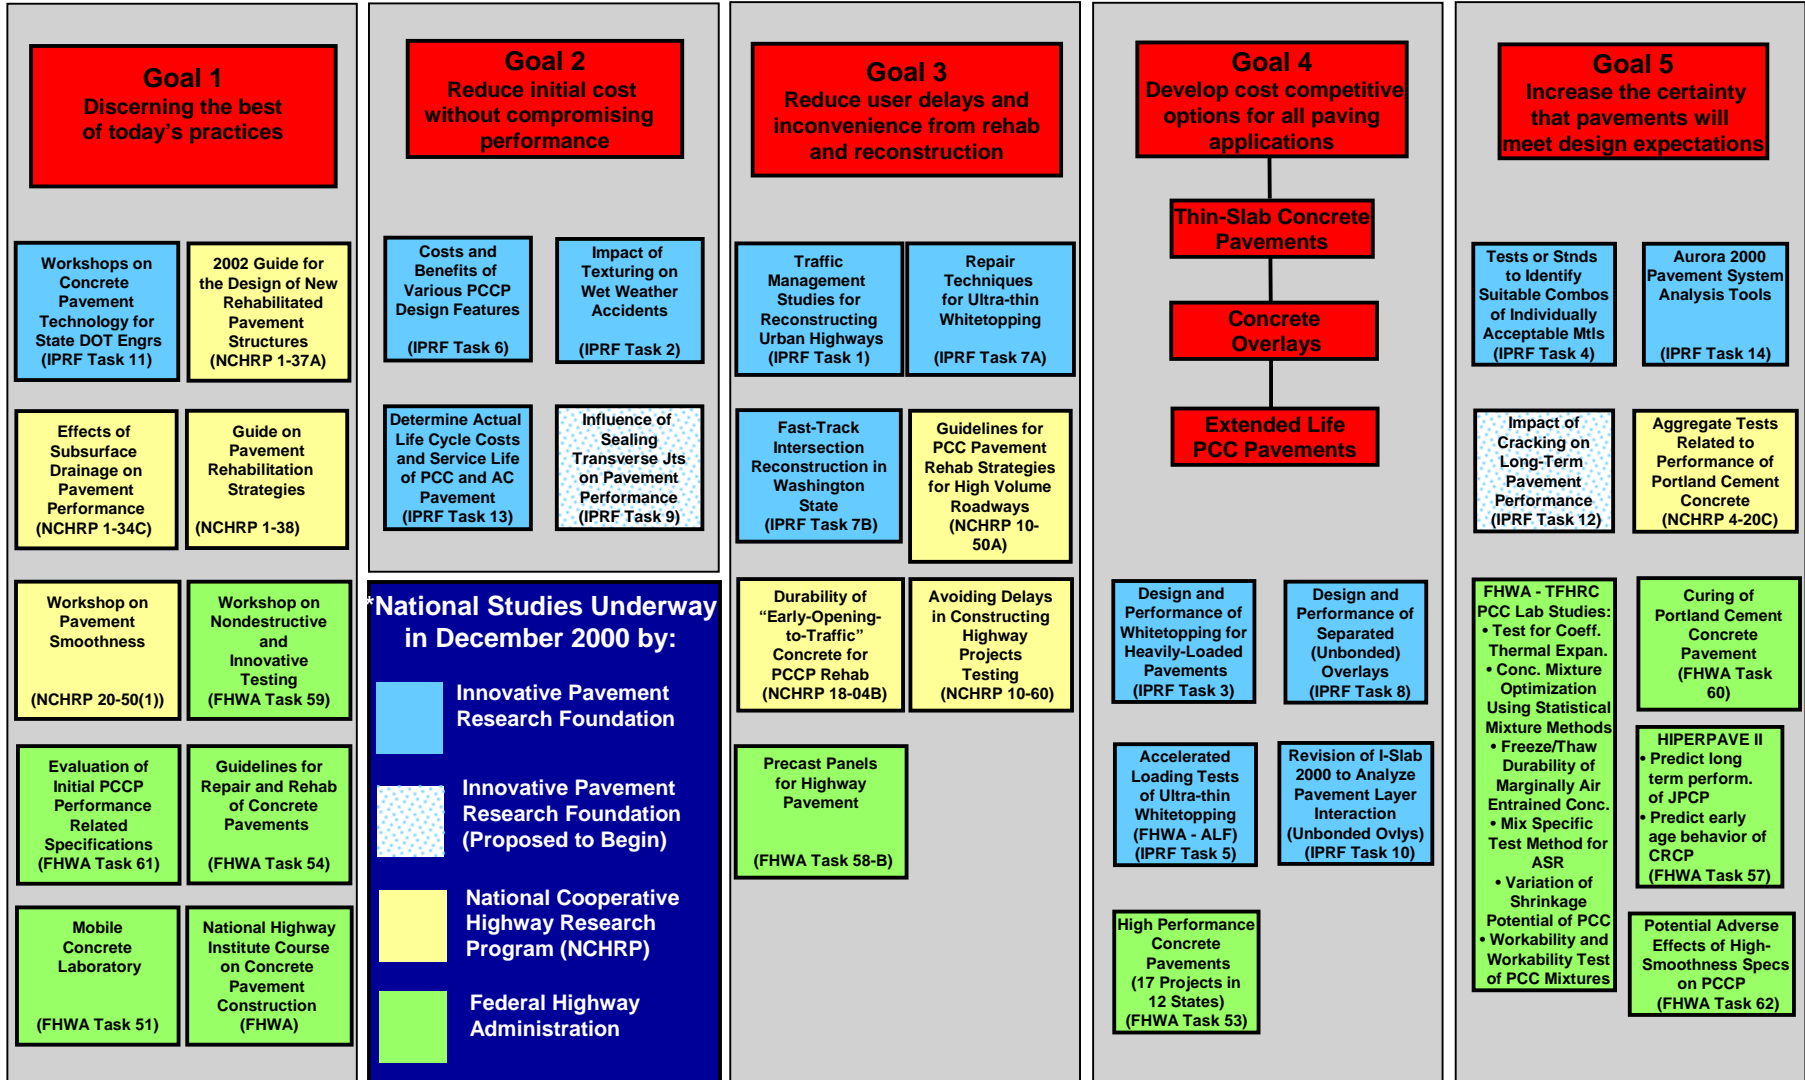 Goal 1
Discerning the best
of today's practices
Workshops on
Concrete
Pavement
Technology for
State DOT Engrs
(IPRF Task 11)
2002 Guide for
the Design of New
Rehabilitated
Pavement
Structures
(NCHRP 1-37A)
Effects of
Subsurface
Drainage on
Pavement
Performance
(NCHRP 1-34C)
Guide on
Pavement
Rehabilitation
Strategies
(NCHRP 1-38)
Workshop on
Pavement
Smoothness
(NCHRP 20-50(1))
Workshop on
Nondestructive
and
Innovative
Testing
(FHWA Task 59)
Evaluation of
Initial PCCP
Performance
Related
Specifications
(FHWA Task 61)
Guidelines for
Repair and Rehab
of Concrete
Pavements
(FHWA Task 54)
Mobile
Concrete
Laboratory
(FHWA Task 51)
National Highway
Institute Course
on Concrete
Pavement
Construction
(FHWA)
Goal 2
Reduce initial cost
without compromising
performance
Costs and
Benefits of
Various PCCP
Design Features
(IPRF Task 6)
Impact of
Texturing on
Wet Weather
Accidents
(IPRF Task 2)
Determine Actual
Life Cycle Costs
and Service Life
of PCC and AC
Pavement
(IPRF Task 13)
Influence of
Sealing
Transverse Jts
on Pavement
Performance
(IPRF Task 9)
*National Studies Underway
in December 2000 by:
Innovative Pavement
Research Foundation
Innovative Pavement
Research Foundation
(Proposed to Begin)
National Cooperative
Highway Research
Program (NCHRP)
Federal Highway
Administration
Goal 3
Reduce user delays and
inconvenience from rehab
and reconstruction
Traffic
Management
Studies for
Reconstructing
Urban Highways
(IPRF Task 1)
Repair
Techniques
for Ultra-thin
Whitetopping
(IPRF Task 7A)
Fast-Track
Intersection
Reconstruction in
Washington
State
(IPRF Task 7B)
Guidelines for
PCC Pavement
Rehab Strategies
for High Volume
Roadways
(NCHRP 10-
50A)
Durability of
“Early-Opening-
to-Traffic”
Concrete for
PCCP Rehab
(NCHRP 18-04B)
Avoiding Delays
in Constructing
Highway
Projects
Testing
(NCHRP 10-60)
Precast Panels
for Highway
Pavement
(FHWA Task 58-B)
Goal 4
Develop cost competitive
options for all paving
applications
Thin-Slab Concrete
Pavements
Concrete
Overlays
Extended Life
PCC Pavements
Design and
Performance of
Whitetopping for
Heavily-Loaded
Pavements
(IPRF Task 3)
Design and
Performance of
Separated
(Unbonded)
Overlays
(IPRF Task 8)
Accelerated
Loading Tests
of Ultra-thin
Whitetopping
(FHWA - ALF)
(IPRF Task 5)
Revision of I-Slab
2000 to Analyze
Pavement Layer
Interaction
(Unbonded Ovlys)
(IPRF Task 10)
High Performance
Concrete
Pavements
(17 Projects in
12 States)
(FHWA Task 53)
Goal 5
Increase the certainty
that pavements will
meet design expectations
Tests or Stnds
to Identify
Suitable Combos
of Individually
Acceptable Mtls
(IPRF Task 4)
Aurora 2000
Pavement System
Analysis Tools
(IPRF Task 14)
Impact of
Cracking on
Long-Term
Pavement
Performance
(IPRF Task 12)
Aggregate Tests
Related to
Performance of
Portland Cement
Concrete
(NCHRP 4-20C)
FHWA - TFHRC
PCC Lab Studies:
• Test for Coeff.
Thermal Expan.
• Conc. Mixture
Optimization
Using Statistical
Mixture Methods
• Freeze/Thaw
Durability of
Marginally Air
Entrained Conc.
• Mix Specific
Test Method for
ASR
• Variation of
Shrinkage
Potential of PCC
• Workability and
Workability Test
of PCC Mixtures
Curing of
Portland Cement
Concrete
Pavement
(FHWA Task
60)
HIPERPAVE II
• Predict long
term perform.
of JPCP
• Predict early
age behavior of
CRCP
(FHWA Task 57)
Potential Adverse
Effects of High-
Smoothness Specs
on PCCP
(FHWA Task 62)